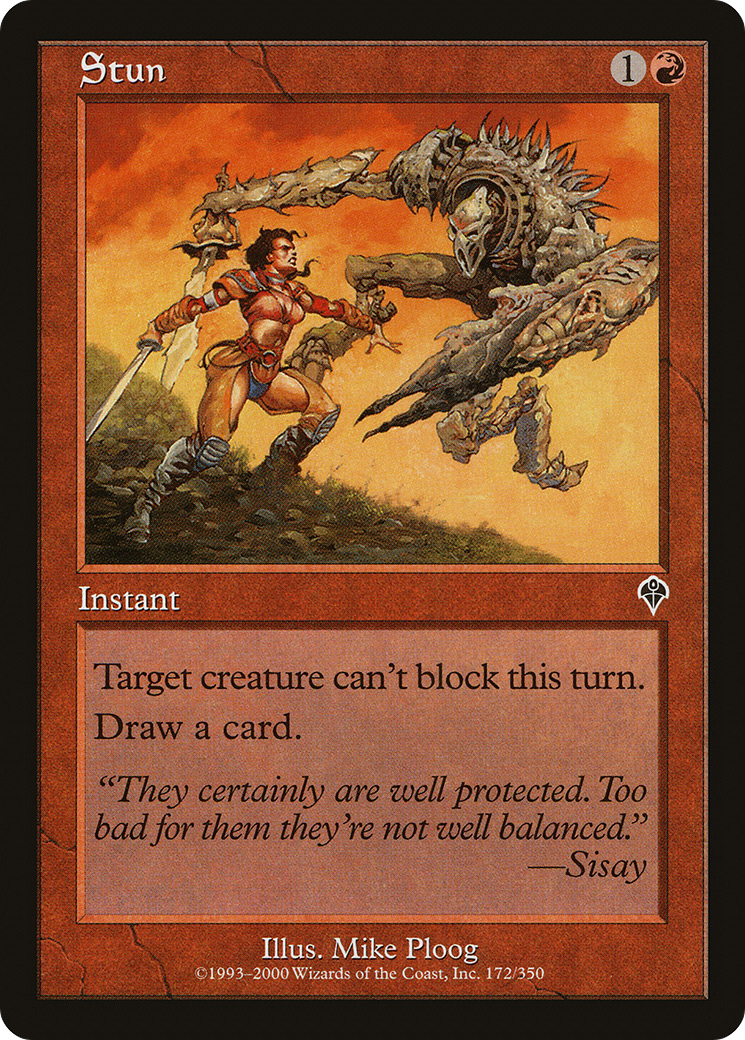 Stun
1
Instant
Target creature can’t block this turn.
Draw a card.
“They certainly are well protected. Too
bad for them they’re not well balanced.”
—Sisay
Illus. Mike Ploog
©1993–2000 Wizards of the Coast, Inc. 172/350